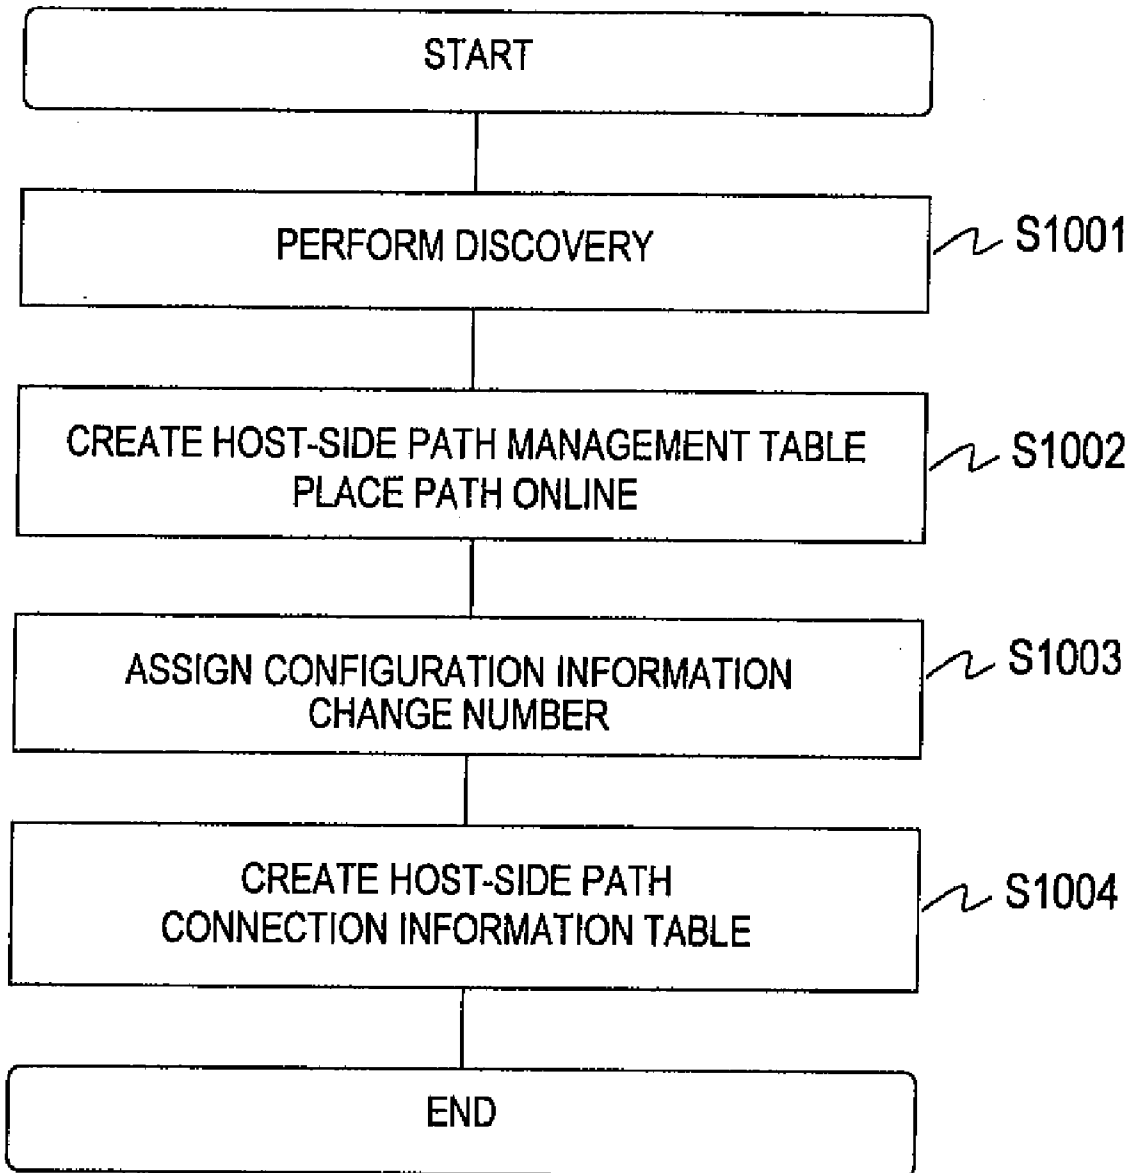 START
PERFORM DISCOVERY
S1001
CREATE HOST-SIDE PATH MANAGEMENT TABLE
PLACE PATH ONLINE
S1002
ASSIGN CONFIGURATION INFORMATION
CHANGE NUMBER
S1003
CREATE HOST-SIDE PATH
CONNECTION INFORMATION TABLE
S1004
END